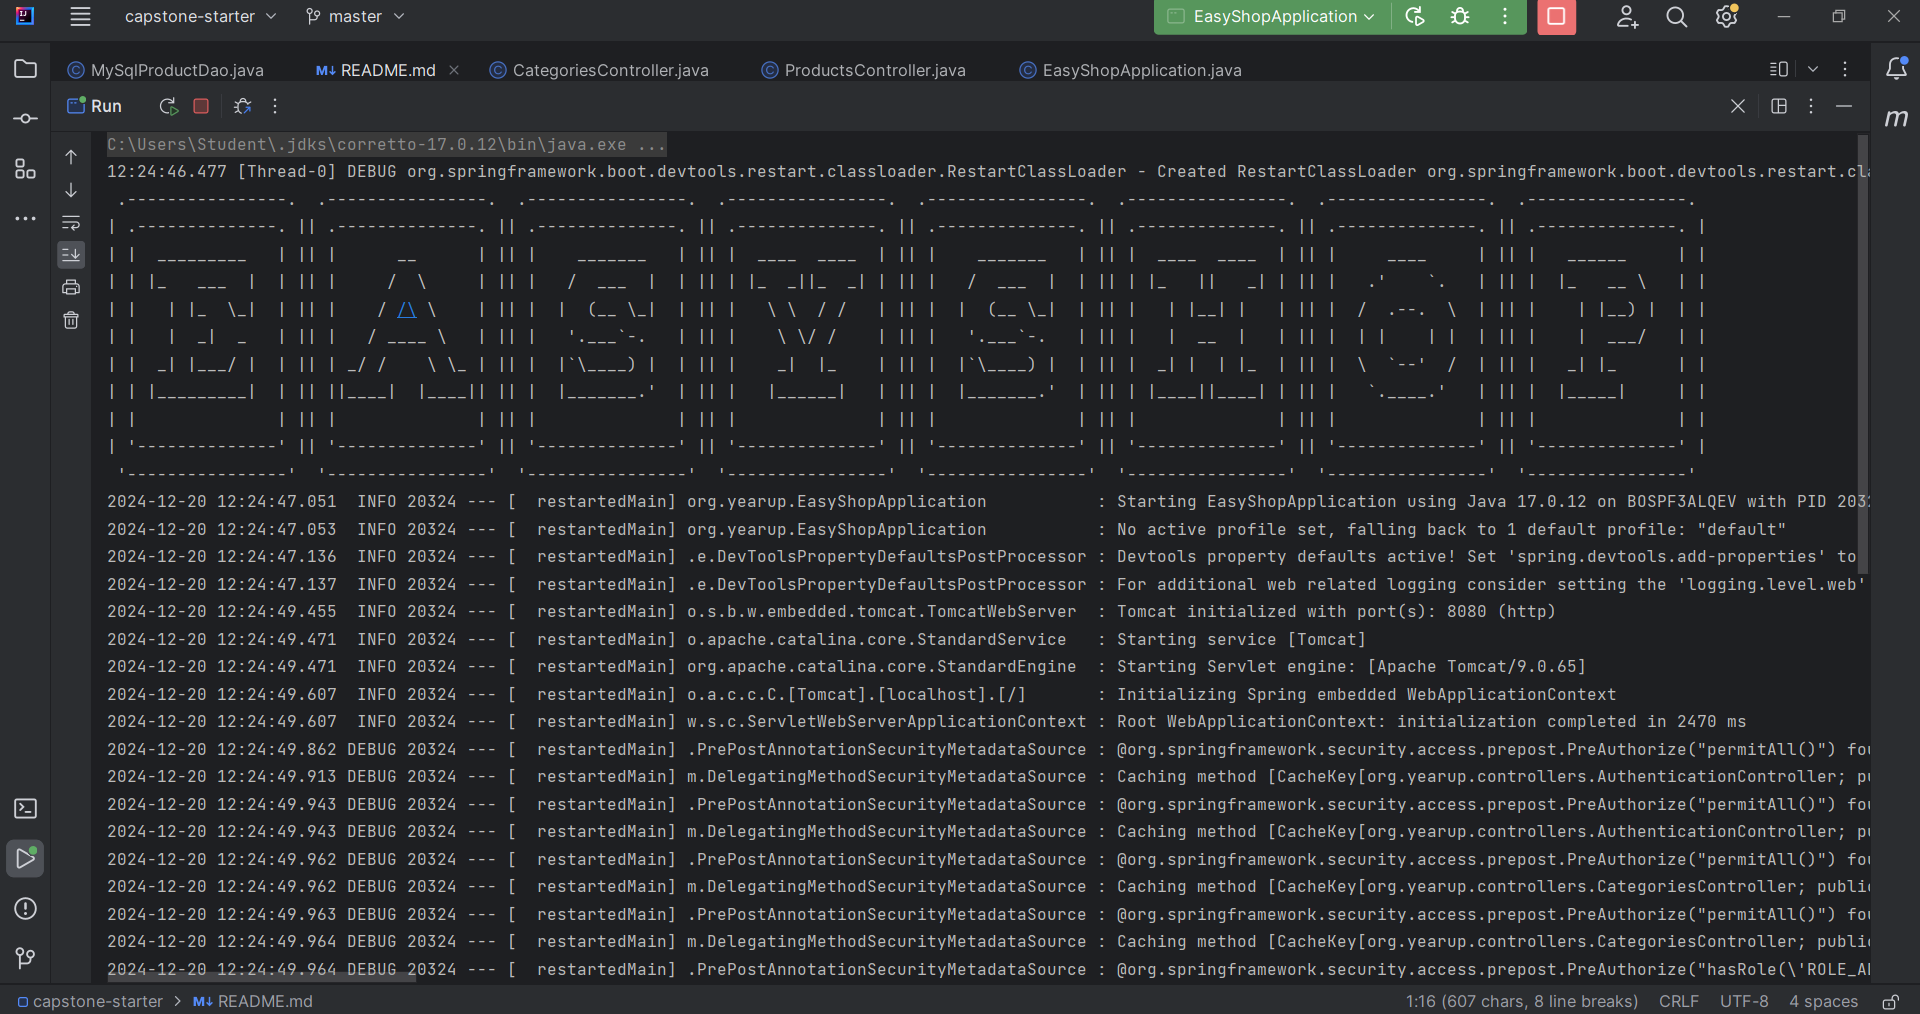 capstone-starter master EasyShopApplication
MySqlProductDao.java README.md CategoriesController.java ProductsController.java EasyShopApplication.java
Run
C:\Users\Student\.jdks\corretto-17.0.12\bin\java.exe ...
12:24:46.477 [Thread-0] DEBUG org.springframework.boot.devtools.restart.classloader.RestartClassLoader - Created RestartClassLoader org.springframework.boot.devtools.restart.cl
EASYSHOP
2024-12-20 12:24:47.051  INFO 20324 --- [  restartedMain] org.yearup.EasyShopApplication           : Starting EasyShopApplication using Java 17.0.12 on BOSPF3ALQEV with PID 203
2024-12-20 12:24:47.053  INFO 20324 --- [  restartedMain] org.yearup.EasyShopApplication           : No active profile set, falling back to 1 default profile: "default"
2024-12-20 12:24:47.136  INFO 20324 --- [  restartedMain] .e.DevToolsPropertyDefaultsPostProcessor : Devtools property defaults active! Set 'spring.devtools.add-properties' to
2024-12-20 12:24:47.137  INFO 20324 --- [  restartedMain] .e.DevToolsPropertyDefaultsPostProcessor : For additional web related logging consider setting the 'logging.level.web'
2024-12-20 12:24:49.455  INFO 20324 --- [  restartedMain] o.s.b.w.embedded.tomcat.TomcatWebServer  : Tomcat initialized with port(s): 8080 (http)
2024-12-20 12:24:49.471  INFO 20324 --- [  restartedMain] o.apache.catalina.core.StandardService   : Starting service [Tomcat]
2024-12-20 12:24:49.471  INFO 20324 --- [  restartedMain] org.apache.catalina.core.StandardEngine  : Starting Servlet engine: [Apache Tomcat/9.0.65]
2024-12-20 12:24:49.607  INFO 20324 --- [  restartedMain] o.a.c.c.C.[Tomcat].[localhost].[/]       : Initializing Spring embedded WebApplicationContext
2024-12-20 12:24:49.607  INFO 20324 --- [  restartedMain] w.s.c.ServletWebServerApplicationContext : Root WebApplicationContext: initialization completed in 2470 ms
2024-12-20 12:24:49.862 DEBUG 20324 --- [  restartedMain] .PrePostAnnotationSecurityMetadataSource : @org.springframework.security.access.prepost.PreAuthorize("permitAll()") fou
2024-12-20 12:24:49.913 DEBUG 20324 --- [  restartedMain] m.DelegatingMethodSecurityMetadataSource : Caching method [CacheKey[org.yearup.controllers.AuthenticationController; pu
2024-12-20 12:24:49.943 DEBUG 20324 --- [  restartedMain] .PrePostAnnotationSecurityMetadataSource : @org.springframework.security.access.prepost.PreAuthorize("permitAll()") fou
2024-12-20 12:24:49.943 DEBUG 20324 --- [  restartedMain] m.DelegatingMethodSecurityMetadataSource : Caching method [CacheKey[org.yearup.controllers.AuthenticationController; pu
2024-12-20 12:24:49.962 DEBUG 20324 --- [  restartedMain] .PrePostAnnotationSecurityMetadataSource : @org.springframework.security.access.prepost.PreAuthorize("permitAll()") fou
2024-12-20 12:24:49.962 DEBUG 20324 --- [  restartedMain] m.DelegatingMethodSecurityMetadataSource : Caching method [CacheKey[org.yearup.controllers.CategoriesController; public
2024-12-20 12:24:49.963 DEBUG 20324 --- [  restartedMain] .PrePostAnnotationSecurityMetadataSource : @org.springframework.security.access.prepost.PreAuthorize("permitAll()") fou
2024-12-20 12:24:49.964 DEBUG 20324 --- [  restartedMain] m.DelegatingMethodSecurityMetadataSource : Caching method [CacheKey[org.yearup.controllers.CategoriesController; public
2024-12-20 12:24:49.964 DEBUG 20324 --- [  restartedMain] .PrePostAnnotationSecurityMetadataSource : @org.springframework.security.access.prepost.PreAuthorize("hasRole(\'ROLE_A
capstone-starter > README.md 1:16 (607 chars, 8 line breaks) CRLF UTF-8 4 spaces